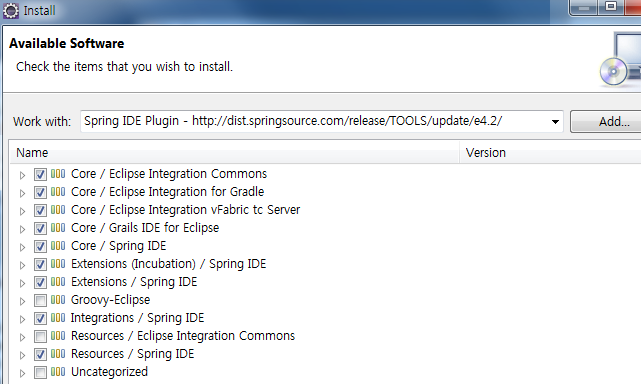 Install
Available Software
Check the items that you wish to install.
Work with: Spring IDE Plugin - http://dist.springsource.com/release/TOOLS/update/e4.2/ Add...
Name Version
Core / Eclipse Integration Commons
Core / Eclipse Integration for Gradle
Core / Eclipse Integration vFabric tc Server
Core / Grails IDE for Eclipse
Core / Spring IDE
Extensions (Incubation) / Spring IDE
Extensions / Spring IDE
Groovy-Eclipse
Integrations / Spring IDE
Resources / Eclipse Integration Commons
Resources / Spring IDE
Uncategorized